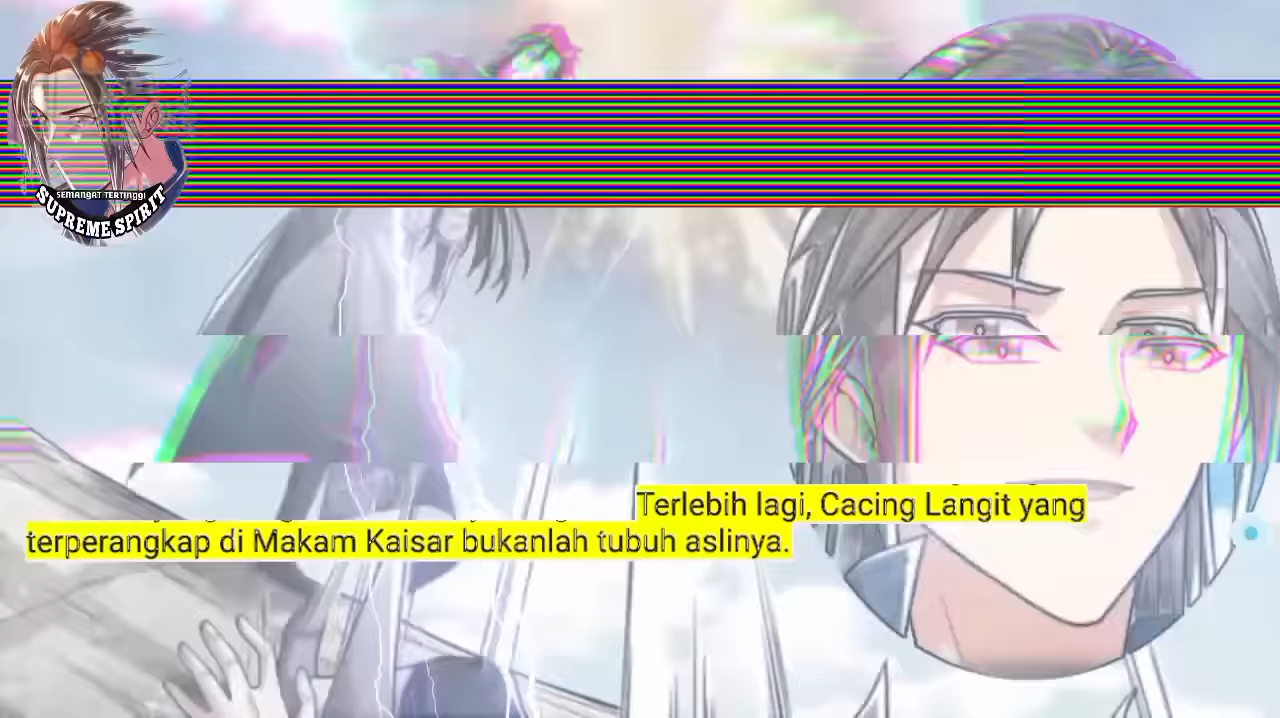 SEMANGAT TERTINGGI
SUPREME SPIRIT
Terlebih lagi, Cacing Langit yang
terperangkap di Makam Kaisar bukanlah tubuh aslinya.